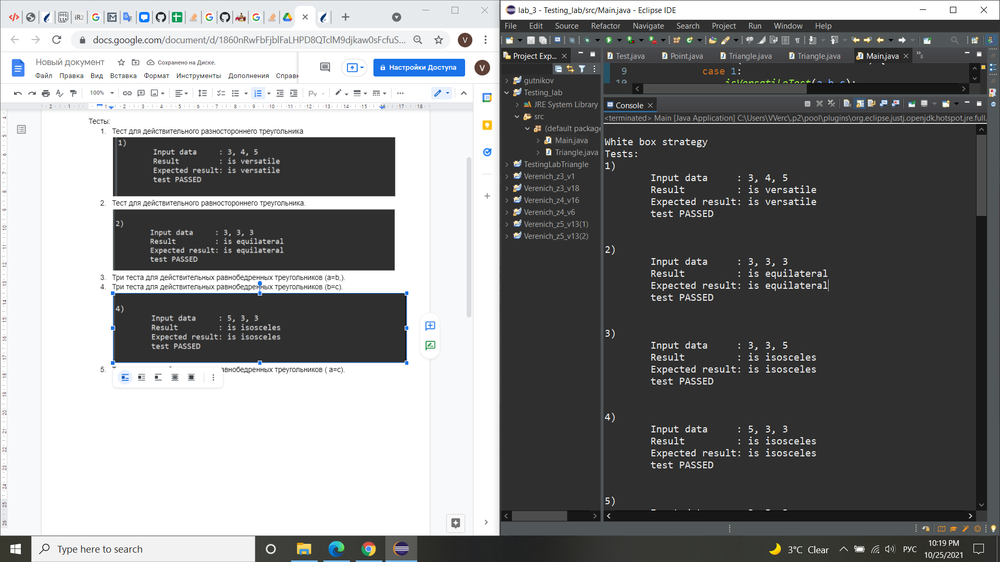 docs.google.com/document/d/1860nRwFbFjblFaLHPD8QTclM9djkaw0sFcfuS...
V
Новый документ
Сохранено на Диске.
Файл Правка Вид Вставка Формат Инструменты Дополнения Справк
Настройки Доступа
V
100%
Тесты:
1. Тест для действительного разностороннего треугольника
1)
Input data : 3, 4, 5
Result : is versatile
Expected result: is versatile
test PASSED
2. Тест для действительного равностороннего треугольника.
2)
Input data : 3, 3, 3
Result : is equilateral
Expected result: is equilateral
test PASSED
3. Три теста для действительных равнобедренных треугольников (a=b,).
4. Три теста для действительных равнобедренных треугольников (b=c).
4)
Input data : 5, 3, 3
Result : is isosceles
Expected result: is isosceles
test PASSED
5. авнобедренных треугольников ( a=c).
lab_3 - Testing_lab/src/Main.java - Eclipse IDE
File Edit Source Refactor Navigate Search Project Run Window Help
Project Exp...
gutnikov
Testing_lab
JRE System Library
src
(default package
Main.java
Triangle.java
TestingLabTriangle
Verenich_z3_v1
Verenich_z3_v18
Verenich_z4_v16
Verenich_z4_v6
Verenich_z5_v13(1)
Verenich_z5_v13(2)
Test.java Point.java Triangle.java Triangle.java Main.java
9 case 1:
10 isVersatileTest(a,b,c);
Console
<terminated> Main [Java Application] C:\Users\VVerc\.p2\pool\plugins\org.eclipse.justj.openjdk.hotspot.jre.full.
White box strategy
Tests:
1)
Input data : 3, 4, 5
Result : is versatile
Expected result: is versatile
test PASSED
2)
Input data : 3, 3, 3
Result : is equilateral
Expected result: is equilateral
test PASSED
3)
Input data : 3, 3, 5
Result : is isosceles
Expected result: is isosceles
test PASSED
4)
Input data : 5, 3, 3
Result : is isosceles
Expected result: is isosceles
test PASSED
5)
Type here to search
3°C Clear
РУС
10:19 PM
10/25/2021